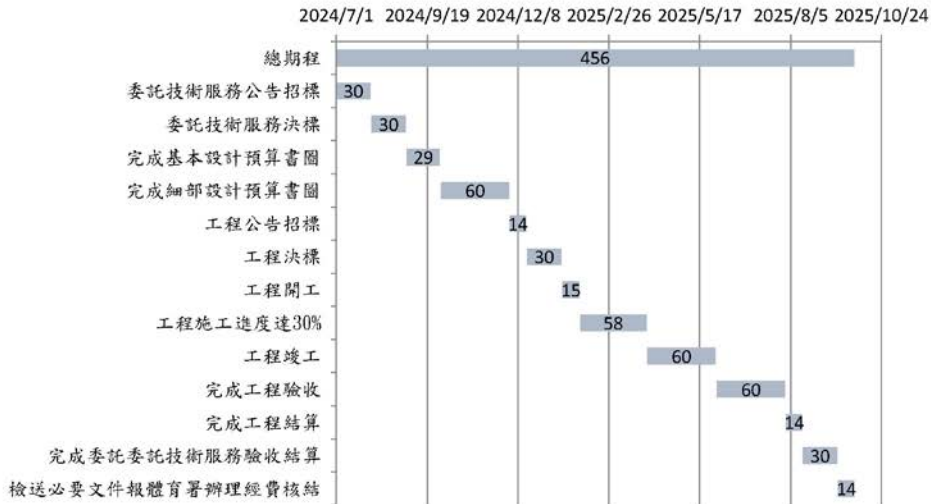 2024/7/1 2024/9/19 2024/12/8 2025/2/26 2025/5/17 2025/8/5 2025/10/24
總期程 456
委託技術服務公告招標 30
委託技術服務決標 30
完成基本設計預算書圖 29
完成細部設計預算書圖 60
工程公告招標 14
工程決標 30
工程開工 15
工程施工進度達30% 58
工程竣工 60
完成工程驗收 60
完成工程結算 14
完成委託委託技術服務驗收結算 30
檢送必要文件報體育署辦理經費核結 14